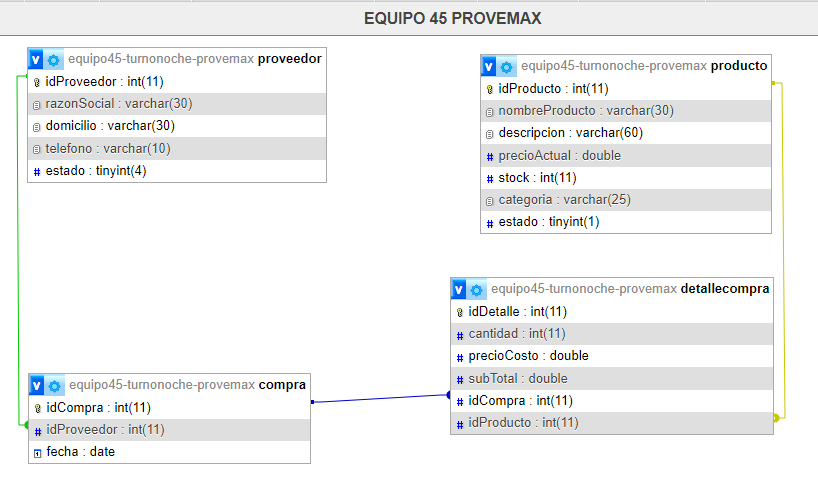 EQUIPO 45 PROVEMAX
v equipo45-turnonoche-provemax proveedor
idProveedor : int(11)
razonSocial : varchar(30)
domicilio : varchar(30)
telefono : varchar(10)
# estado : tinyint(4)
v equipo45-turnonoche-provemax producto
idProducto : int(11)
nombreProducto : varchar(30)
descripcion : varchar(60)
# precioActual : double
# stock : int(11)
categoria : varchar(25)
# estado : tinyint(1)
v equipo45-turnonoche-provemax detallecompra
idDetalle : int(11)
# cantidad : int(11)
# precioCosto : double
# subTotal : double
# idCompra : int(11)
# idProducto : int(11)
v equipo45-turnonoche-provemax compra
idCompra : int(11)
# idProveedor : int(11)
fecha : date